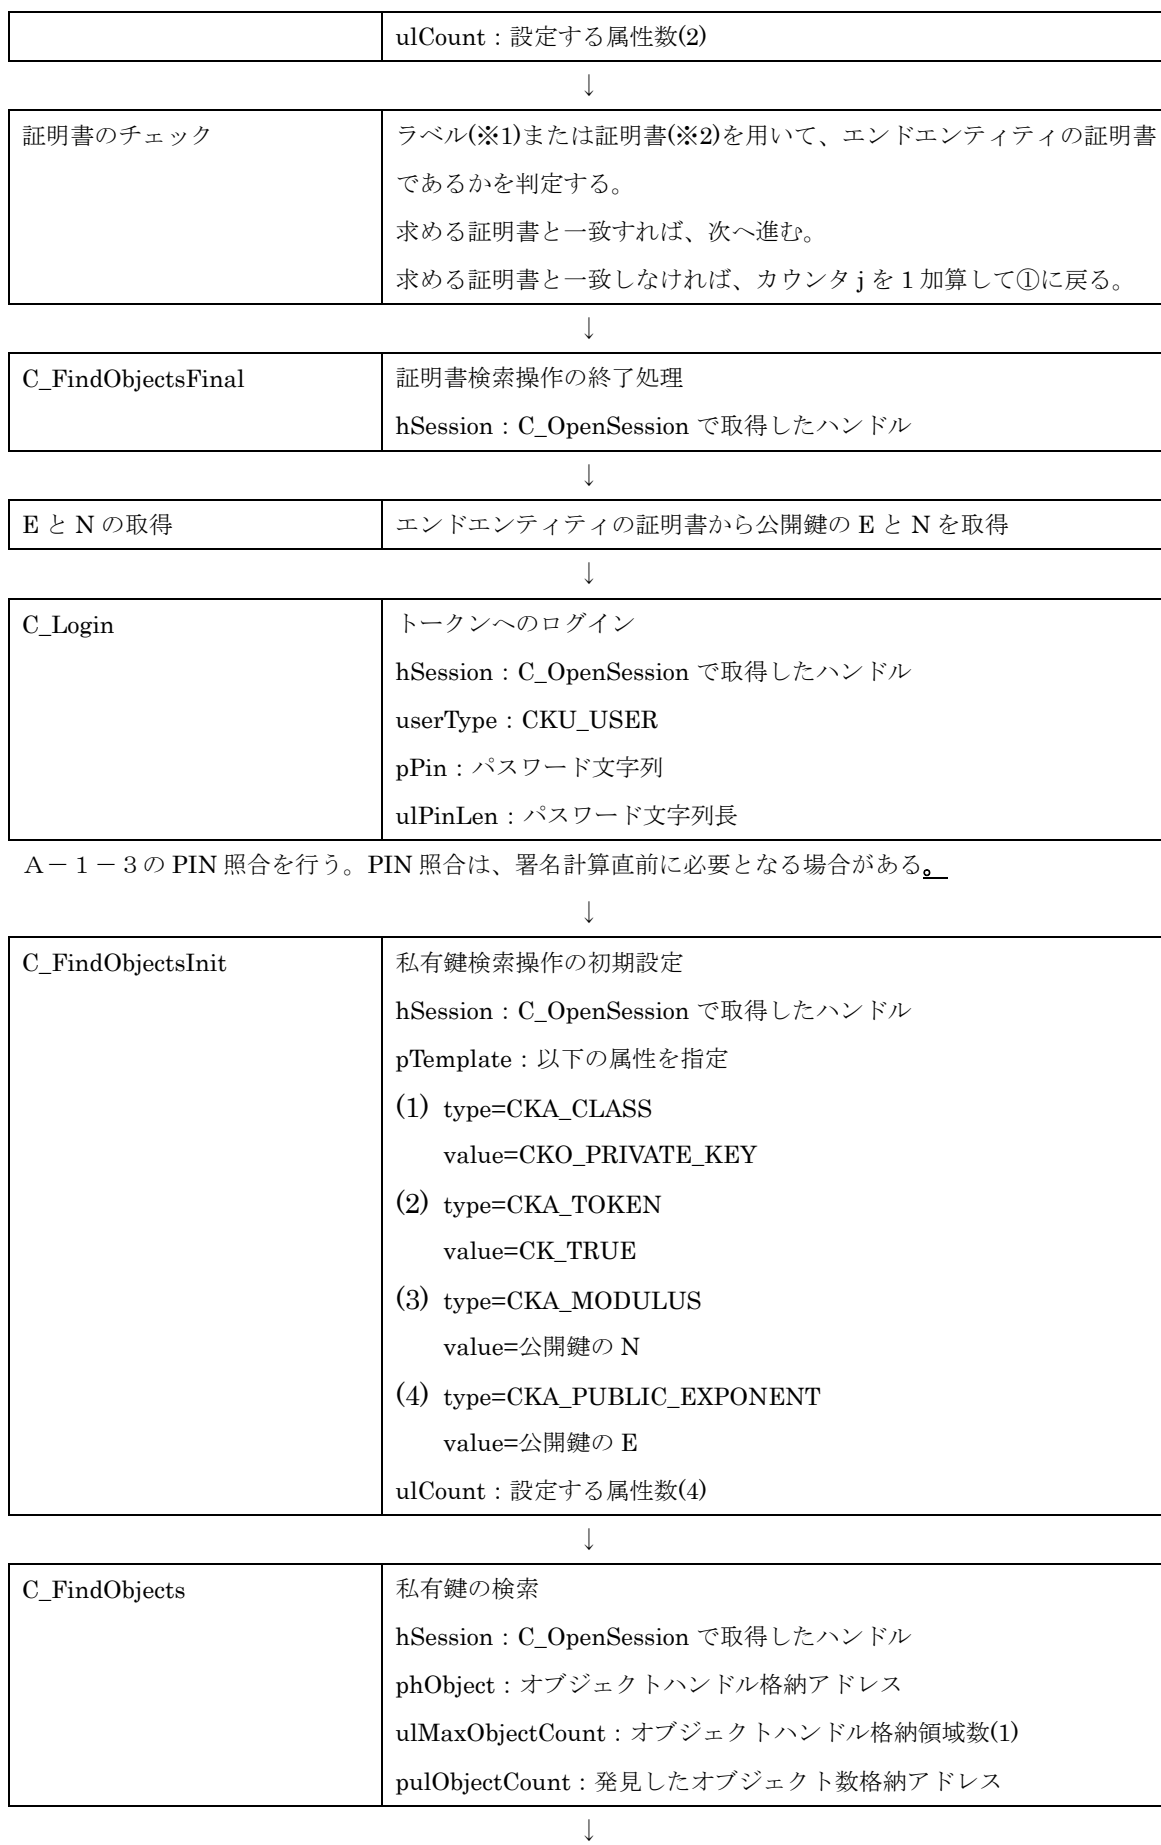 ulCount：設定する属性数(2)
↓
証明書のチェック
ラベル(※1)または証明書(※2)を用いて、エンドエンティティの証明書
であるかを判定する。
求める証明書と一致すれば、次へ進む。
求める証明書と一致しなければ、カウンタ j を 1 加算して①に戻る。
↓
C_FindObjectsFinal
証明書検索操作の終了処理
hSession：C_OpenSession で取得したハンドル
↓
E と N の取得
エンドエンティティの証明書から公開鍵の E と N を取得
↓
C_Login
トークンへのログイン
hSession：C_OpenSession で取得したハンドル
userType：CKU_USER
pPin：パスワード文字列
ulPinLen：パスワード文字列長
Ａ－１－３の PIN 照合を行う。PIN 照合は、署名計算直前に必要となる場合がある。
↓
C_FindObjectsInit
私有鍵検索操作の初期設定
hSession：C_OpenSession で取得したハンドル
pTemplate：以下の属性を指定
(1) type=CKA_CLASS
value=CKO_PRIVATE_KEY
(2) type=CKA_TOKEN
value=CK_TRUE
(3) type=CKA_MODULUS
value=公開鍵の N
(4) type=CKA_PUBLIC_EXPONENT
value=公開鍵の E
ulCount：設定する属性数(4)
↓
C_FindObjects
私有鍵の検索
hSession：C_OpenSession で取得したハンドル
phObject：オブジェクトハンドル格納アドレス
ulMaxObjectCount：オブジェクトハンドル格納領域数(1)
pulObjectCount：発見したオブジェクト数格納アドレス
↓